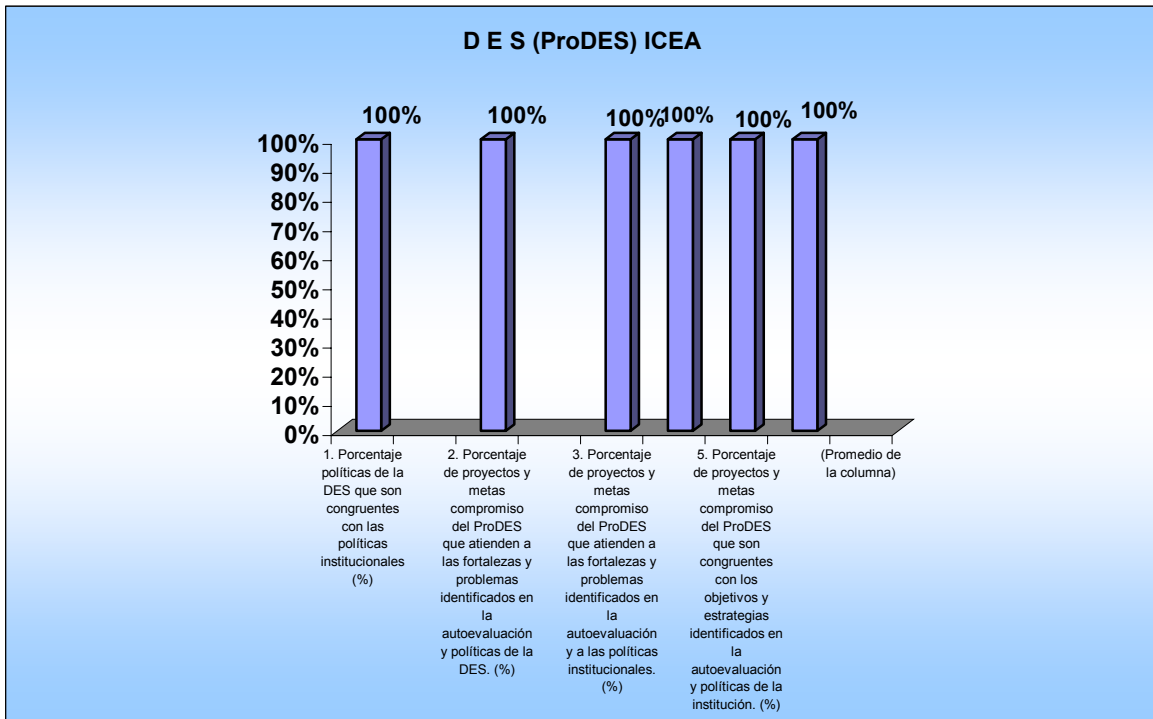 D E S (ProDES) ICEA
100%
100%
100%
100%
100%
100%
100%
90%
80%
70%
60%
50%
40%
30%
20%
10%
0%
1. Porcentaje
políticas de la
DES que son
congruentes
con las
políticas
institucionales
(%)
2. Porcentaje
de proyectos y
metas
compromiso
del ProDES
que atienden a
las fortalezas y
problemas
identificados en
la
autoevaluación
y políticas de la
DES. (%)
3. Porcentaje
de proyectos y
metas
compromiso
del ProDES
que atienden a
las fortalezas y
problemas
identificados en
la
autoevaluación
y a las políticas
institucionales.
(%)
5. Porcentaje
de proyectos y
metas
compromiso
del ProDES
que son
congruentes
con los
objetivos y
estrategias
identificados en
la
autoevaluación
y políticas de la
institución. (%)
(Promedio de
la columna)